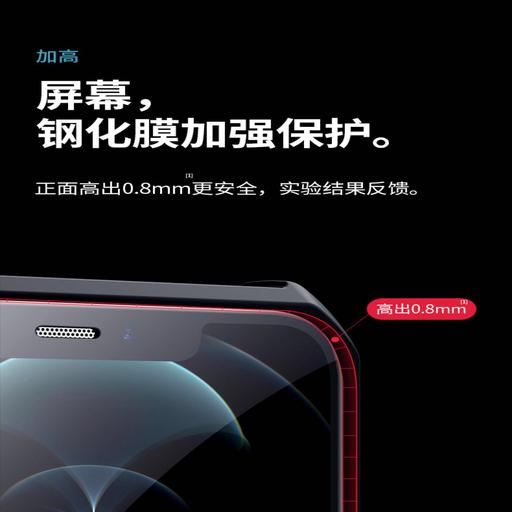 加高
屏幕，
钢化膜加强保护。
正面高出0.8mm[1]更安全，实验结果反馈。
高出0.8mm[1]